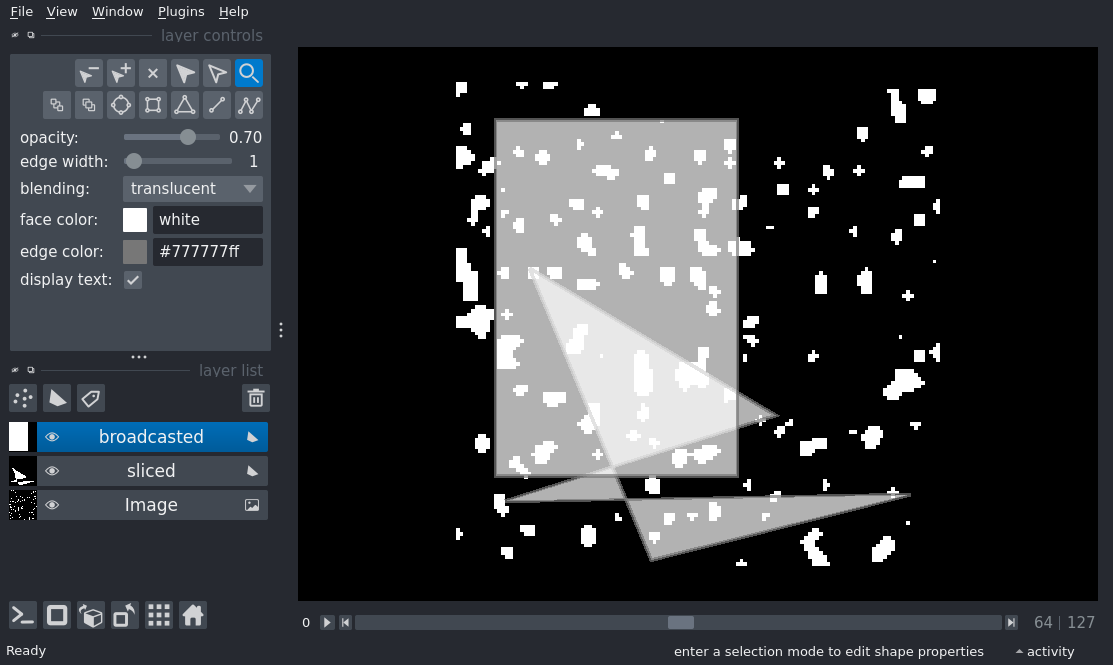 File View Window Plugins Help
layer controls
opacity: 0.70
edge width: 1
blending: translucent
face color: white
edge color: #777777ff
display text:
layer list
broadcasted
sliced
Image
0 64 | 127
Ready enter a selection mode to edit shape properties activity